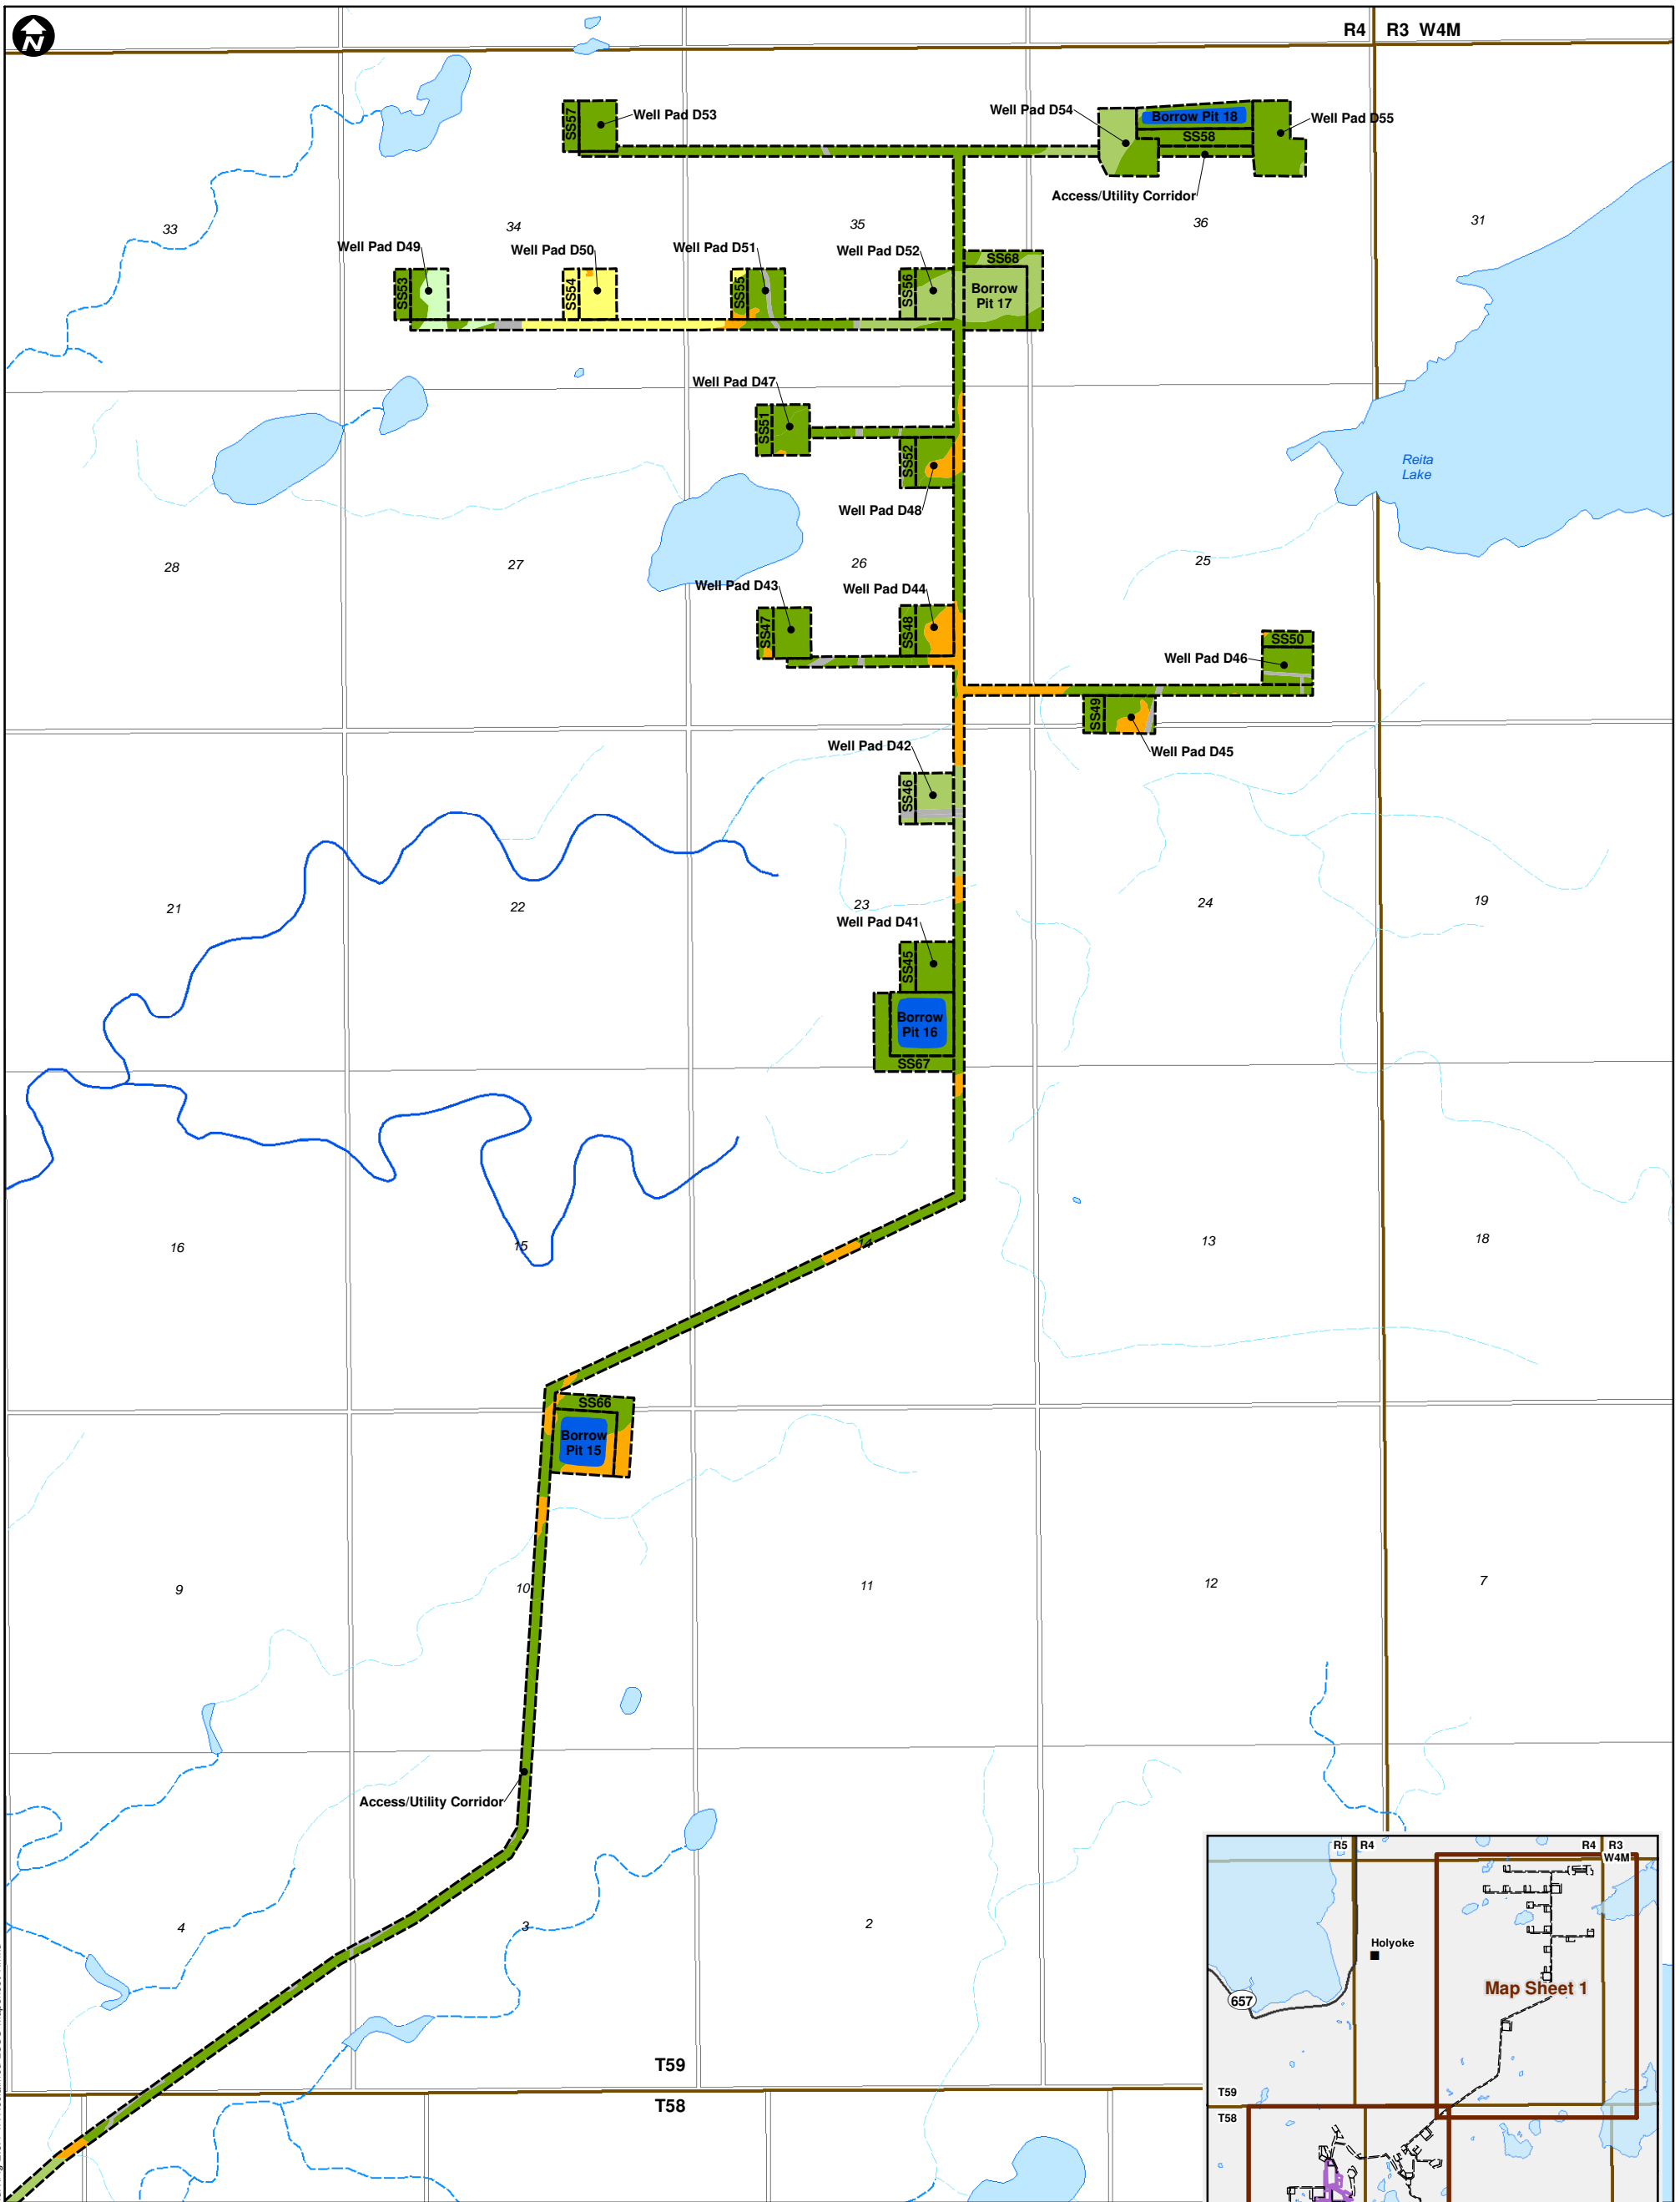 N
R4
R3 W4M
SS57
Well Pad D53
Well Pad D54
Borrow Pit 18
SS58
Well Pad D55
Access/Utility Corridor
33
34
35
36
31
Well Pad D49
Well Pad D50
Well Pad D51
Well Pad D52
SS68
SS53
SS54
SS55
SS56
Borrow
Pit 17
Well Pad D47
SS51
SS52
Well Pad D48
Reita
Lake
28
27
26
25
Well Pad D43
Well Pad D44
SS47
SS48
SS50
Well Pad D46
SS49
Well Pad D45
Well Pad D42
SS46
21
22
23
24
19
Well Pad D41
SS45
Borrow
Pit 16
SS67
16
15
14
13
18
SS66
Borrow
Pit 15
9
10
11
12
7
Access/Utility Corridor
4
3
2
T59
T58
R5
R4
R4
R3
W4M
Holyoke
657
Map Sheet 1
T59
T58